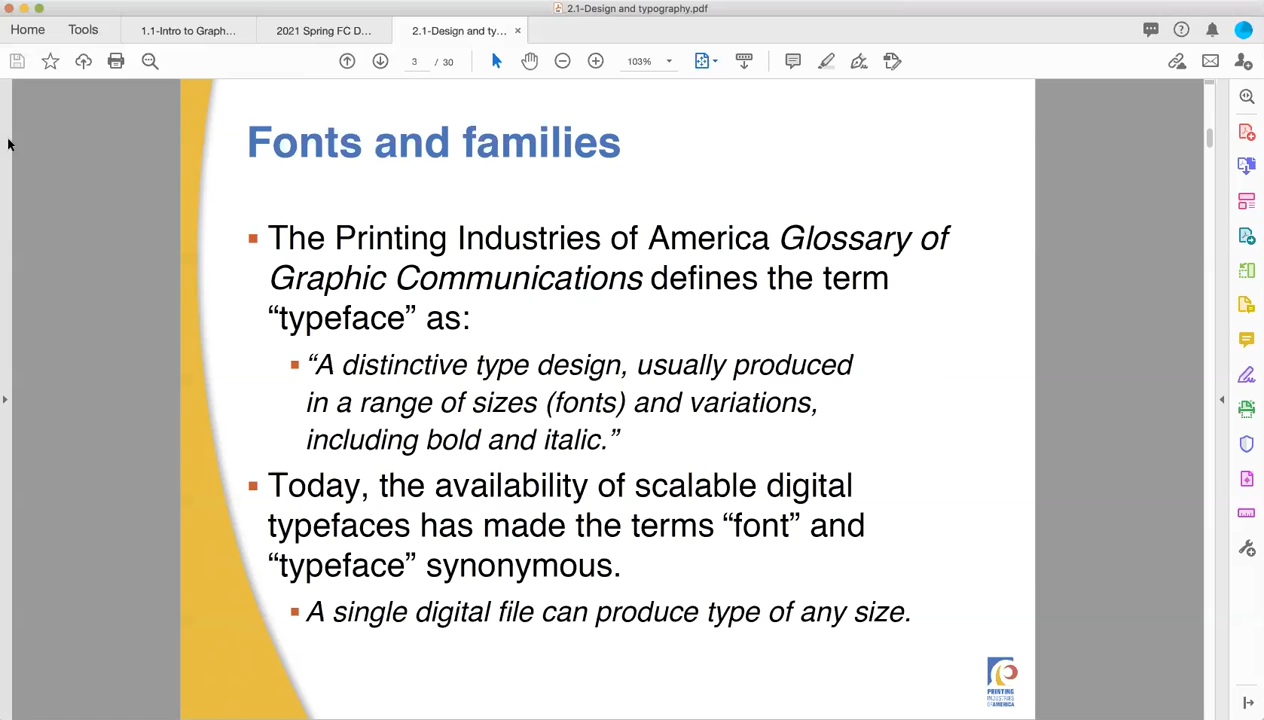 2.1-Design and typography.pdf
Home
Tools
1.1-Intro to Graph...
2021 Spring FC D...
2.1-Design and ty...
3 / 30
103%
Fonts and families
The Printing Industries of America Glossary of
Graphic Communications defines the term
“typeface” as:
“A distinctive type design, usually produced
in a range of sizes (fonts) and variations,
including bold and italic.”
Today, the availability of scalable digital
typefaces has made the terms “font” and
“typeface” synonymous.
A single digital file can produce type of any size.
PRINTING
INDUSTRIES
OF AMERICA